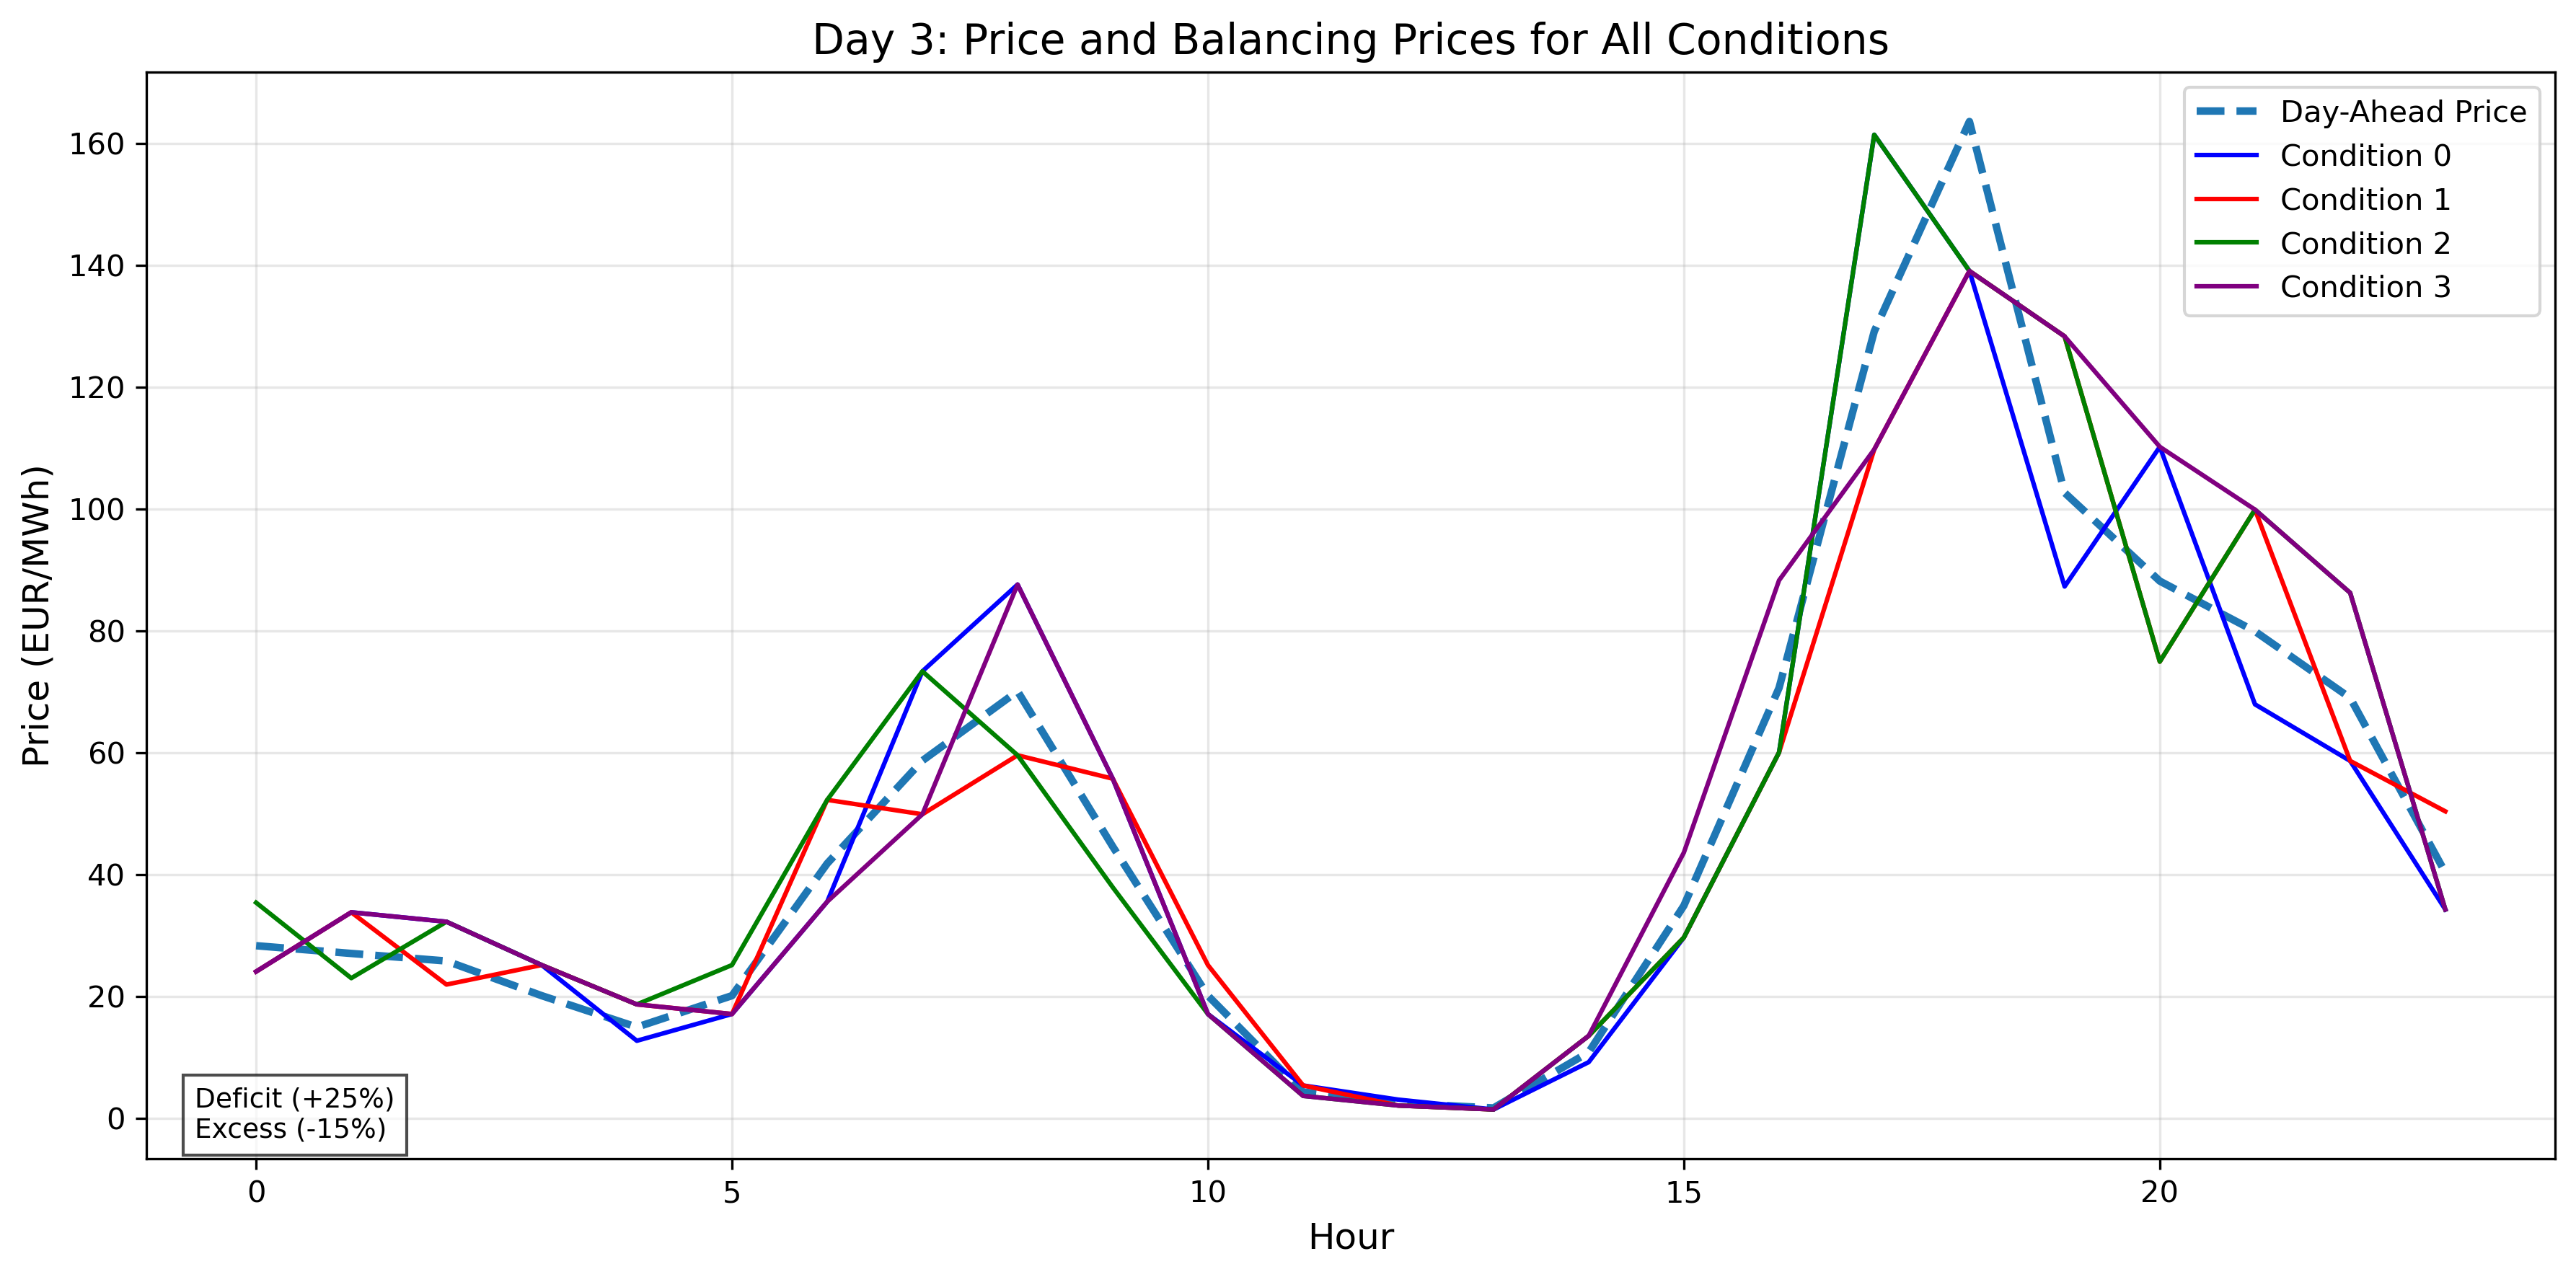 Day 3: Price and Balancing Prices for All Conditions
Price (EUR/MWh)
160
140
120
100
80
60
40
20
0
Day-Ahead Price
Condition 0
Condition 1
Condition 2
Condition 3
Deficit (+25%)
Excess (-15%)
0
5
10
15
20
Hour